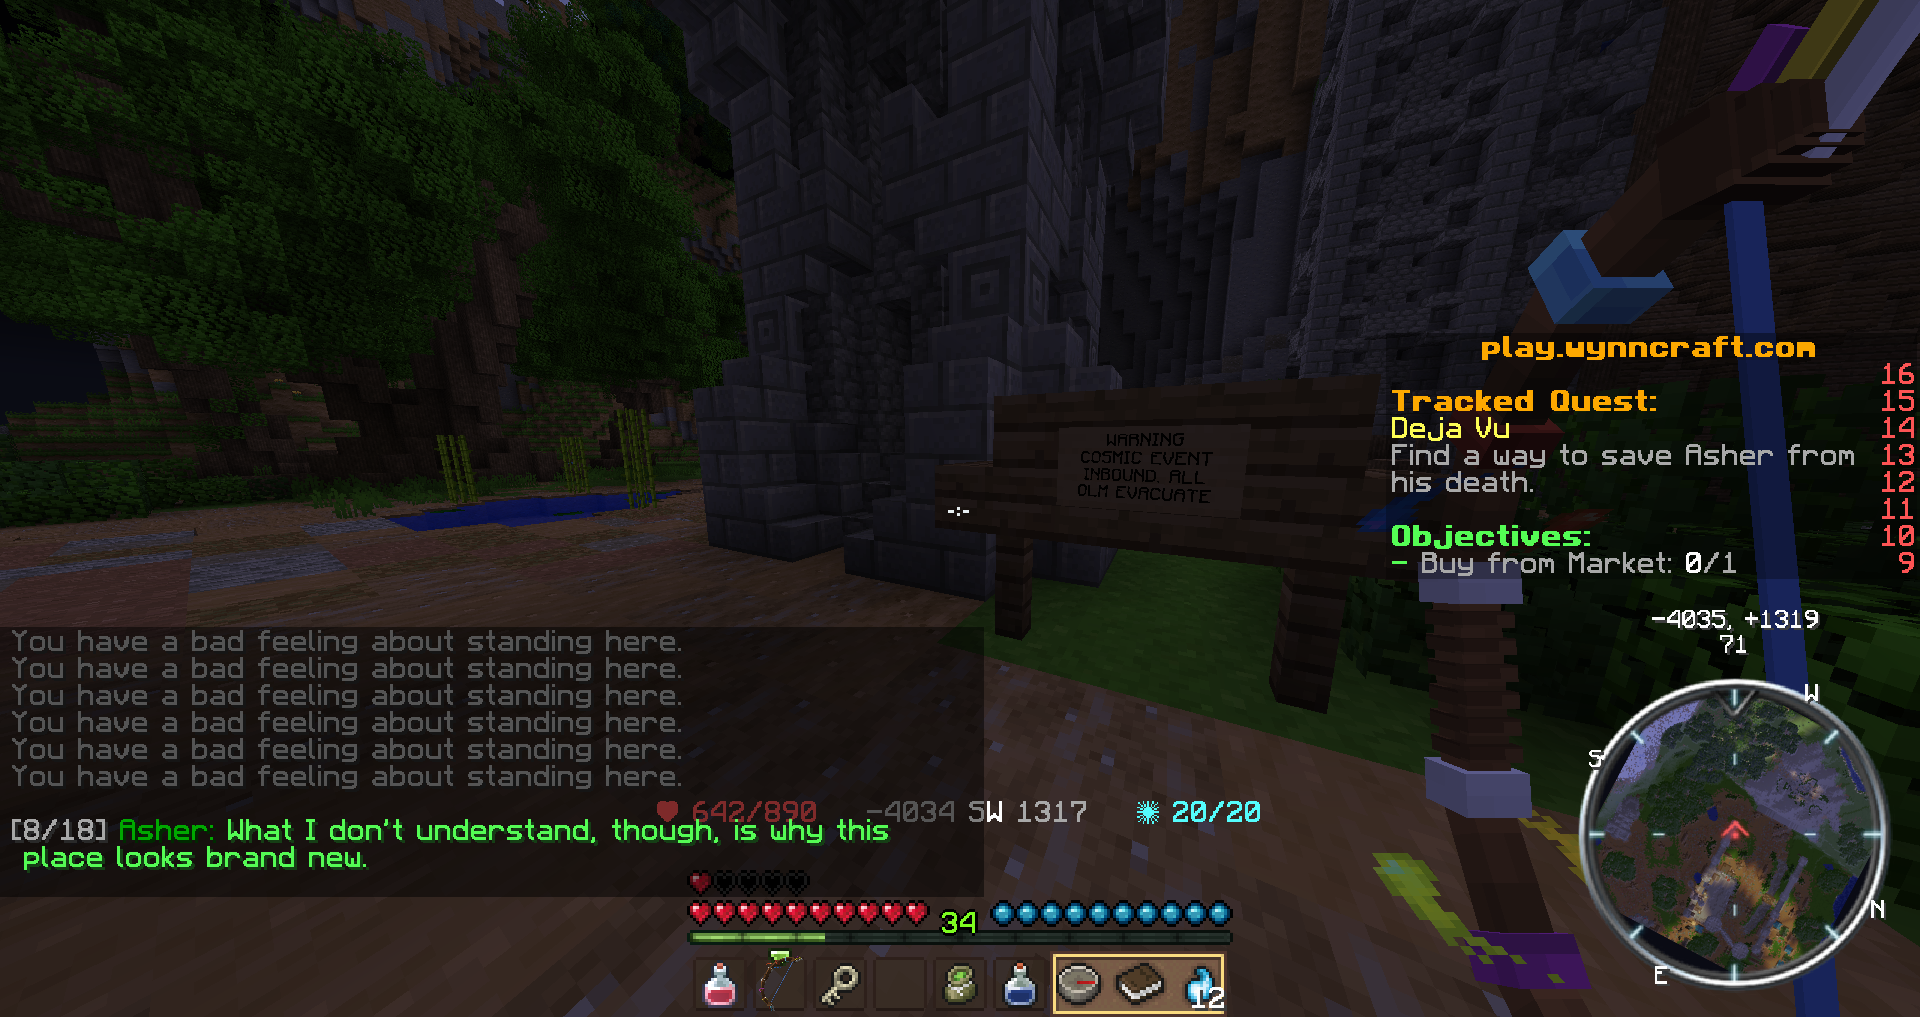 play.wynncraft.com
16
Tracked Quest:
15
Deja Vu
14
Find a way to save Asher from
13
his death.
12
11
Objectives:
10
- Buy from Market: 0/1
9
WARNING
COSMIC EVENT
INBOUND. ALL
OLM EVACUATE
-4035, +1319
71
You have a bad feeling about standing here.
You have a bad feeling about standing here.
You have a bad feeling about standing here.
You have a bad feeling about standing here.
You have a bad feeling about standing here.
You have a bad feeling about standing here.
642/890 -4034 SW 1317 20/20
[8/18] Asher: What I don't understand, though, is why this
place looks brand new.
34
12
W
S
N
E